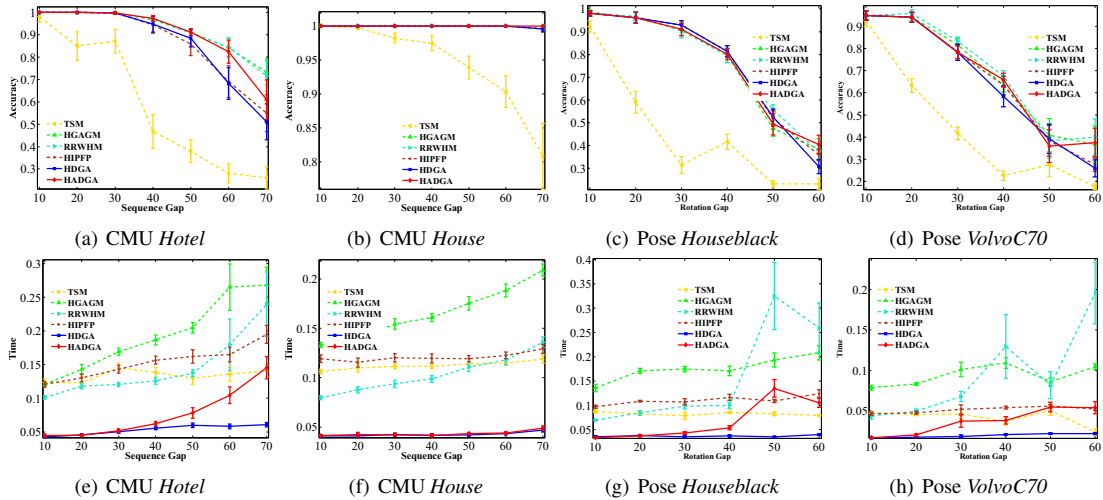 1
0.9
0.8
0.7
0.6
0.5
0.4
0.3
Accuracy
TSM
HGAGM
RRWHM
HIPFP
HDGA
HADGA
10 20 30 40 50 60 70
Sequence Gap
(a) CMU Hotel
1
0.95
0.9
0.85
0.8
Accuracy
TSM
HGAGM
RRWHM
HIPFP
HDGA
HADGA
10 20 30 40 50 60 70
Sequence Gap
(b) CMU House
1
0.9
0.8
0.7
0.6
0.5
0.4
0.3
0.2
Accuracy
TSM
HGAGM
RRWHM
HIPFP
HDGA
HADGA
10 20 30 40 50 60
Rotation Gap
(c) Pose Houseblack
1
0.9
0.8
0.7
0.6
0.5
0.4
0.3
0.2
Accuracy
TSM
HGAGM
RRWHM
HIPFP
HDGA
HADGA
10 20 30 40 50 60
Rotation Gap
(d) Pose VolvoC70
0.3
0.25
0.2
0.15
0.1
0.05
Time
TSM
HGAGM
RRWHM
HIPFP
HDGA
HADGA
10 20 30 40 50 60 70
Sequence Gap
(e) CMU Hotel
0.2
0.15
0.1
0.05
Time
TSM
HGAGM
RRWHM
HIPFP
HDGA
HADGA
10 20 30 40 50 60 70
Sequence Gap
(f) CMU House
0.4
0.35
0.3
0.25
0.2
0.15
0.1
0.05
Time
TSM
HGAGM
RRWHM
HIPFP
HDGA
HADGA
10 20 30 40 50 60
Rotation Gap
(g) Pose Houseblack
0.2
0.15
0.10
0.05
Time
TSM
HGAGM
RRWHM
HIPFP
HDGA
HADGA
10 20 30 40 50 60
Rotation Gap
(h) Pose VolvoC70